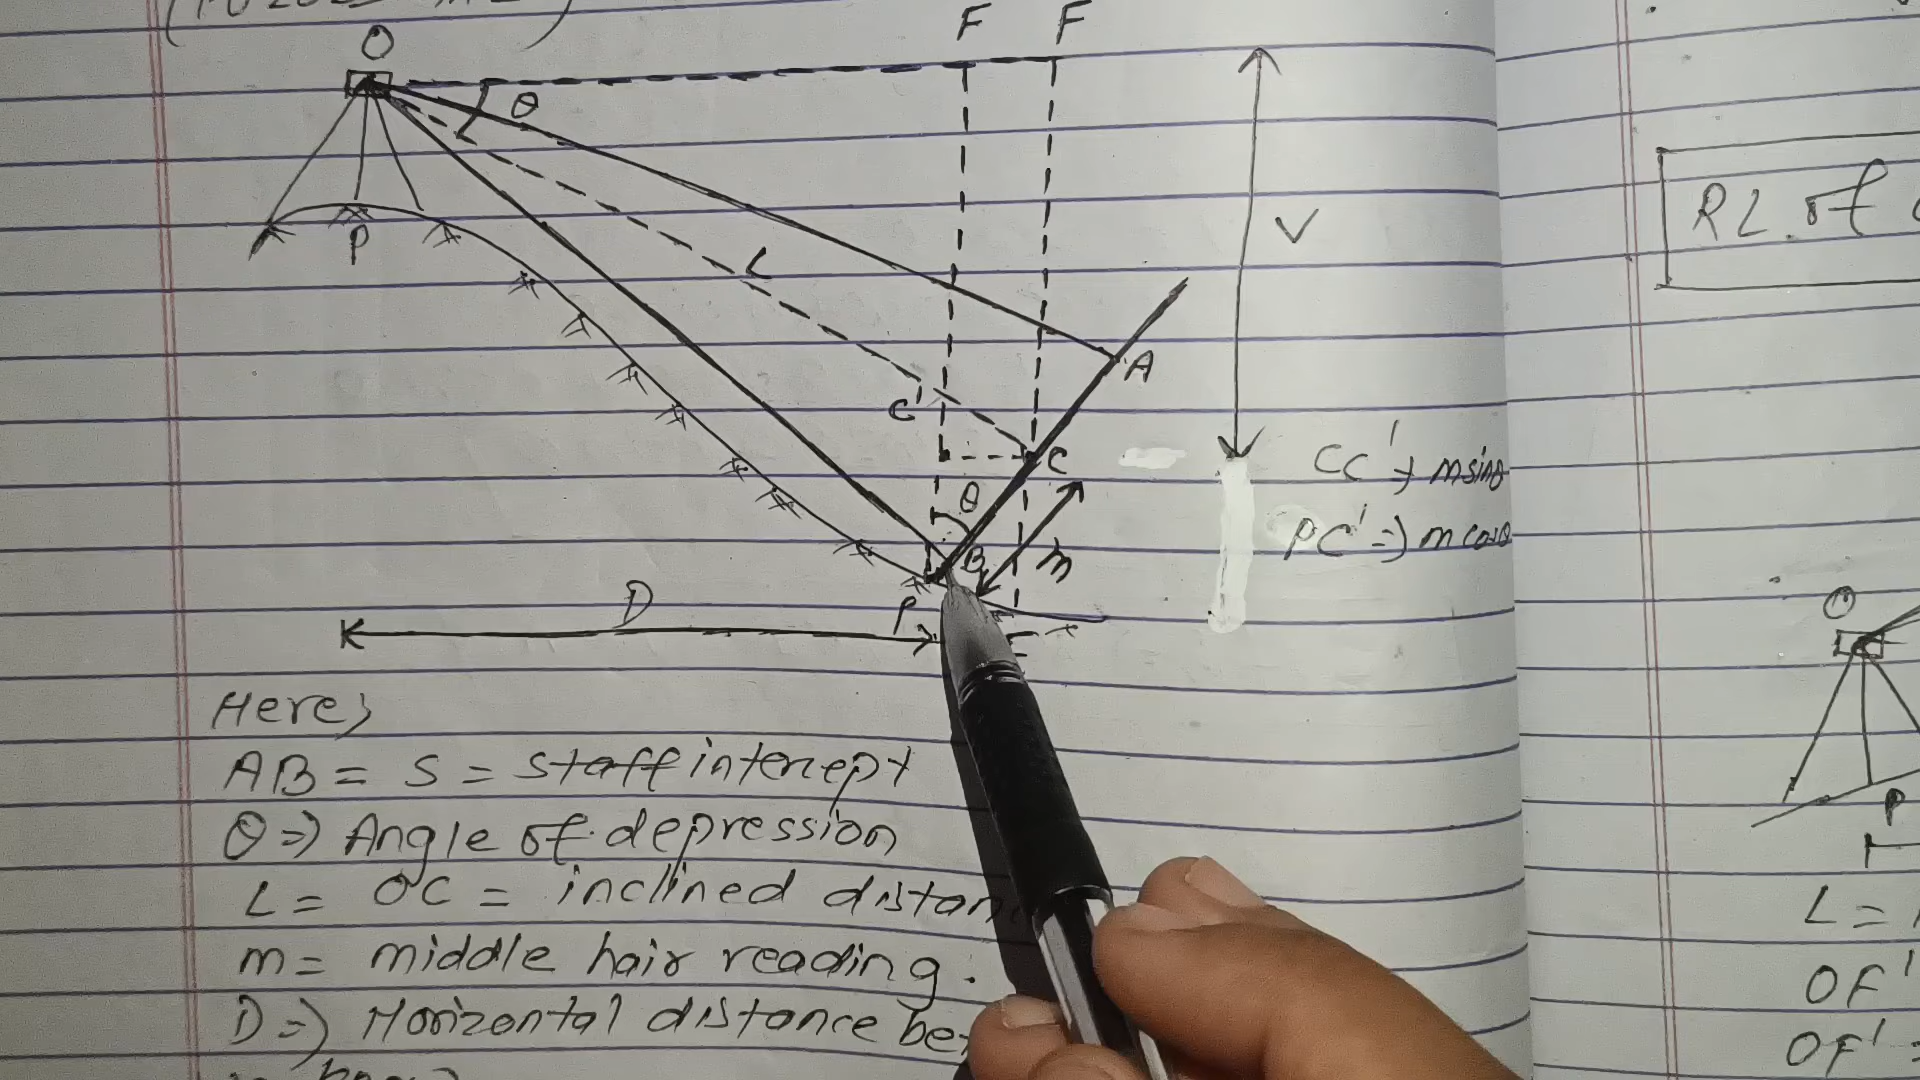 O
F F
θ
L
V
P
A
C'
C
CC' → m sinθ
θ
B
m
PC' ⇒ m cosθ
D
P
Here,
AB = S = staff intercept
θ ⇒ Angle of depression
L = OC = inclined distan
m = middle hair reading.
D ⇒ Horizontal distance bet
RL of
O
P
L =
OF'
OF' =